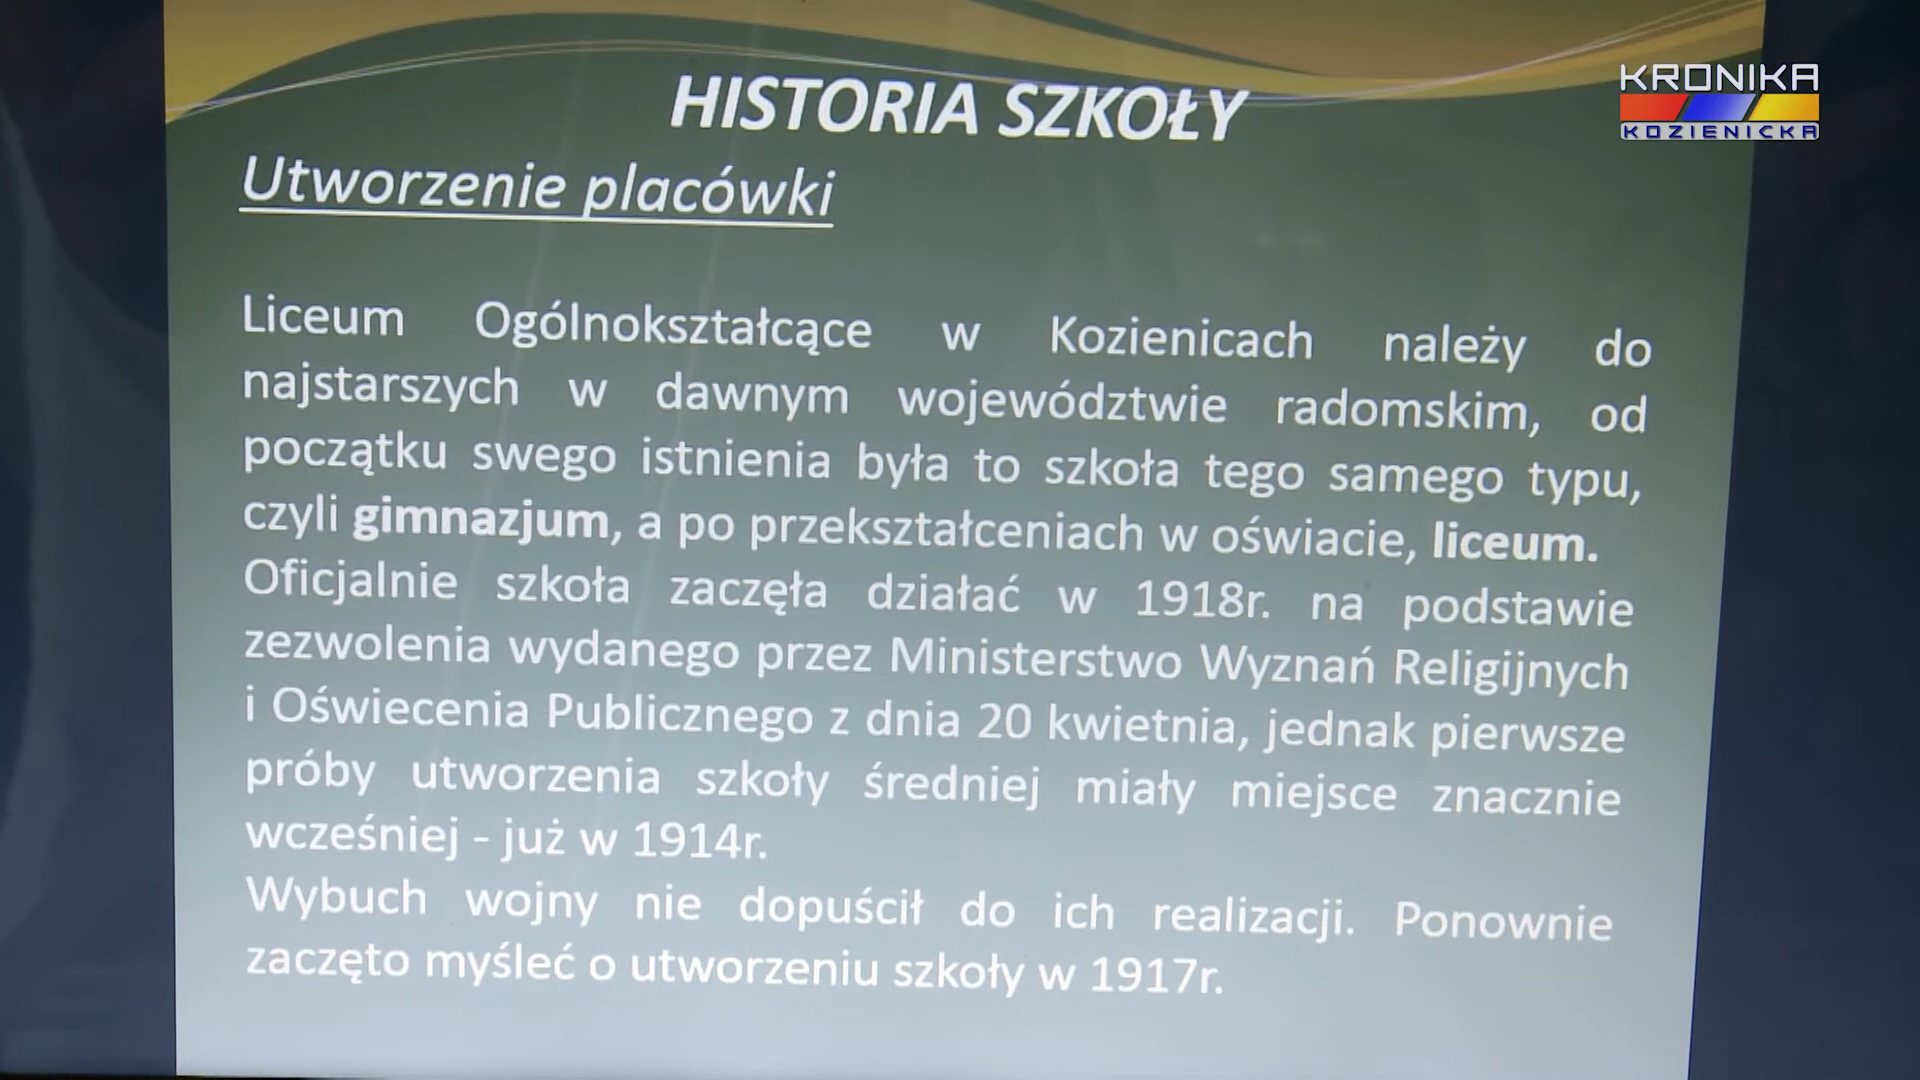 KRONIKA
KOZIENICKA
HISTORIA SZKOŁY
Utworzenie placówki
Liceum Ogólnokształcące w Kozienicach należy do
najstarszych w dawnym województwie radomskim, od
początku swego istnienia była to szkoła tego samego typu,
czyli gimnazjum, a po przekształceniach w oświacie, liceum.
Oficjalnie szkoła zaczęła działać w 1918r. na podstawie
zezwolenia wydanego przez Ministerstwo Wyznań Religijnych
i Oświecenia Publicznego z dnia 20 kwietnia, jednak pierwsze
próby utworzenia szkoły średniej miały miejsce znacznie
wcześniej - już w 1914r.
Wybuch wojny nie dopuścił do ich realizacji. Ponownie
zaczęto myśleć o utworzeniu szkoły w 1917r.